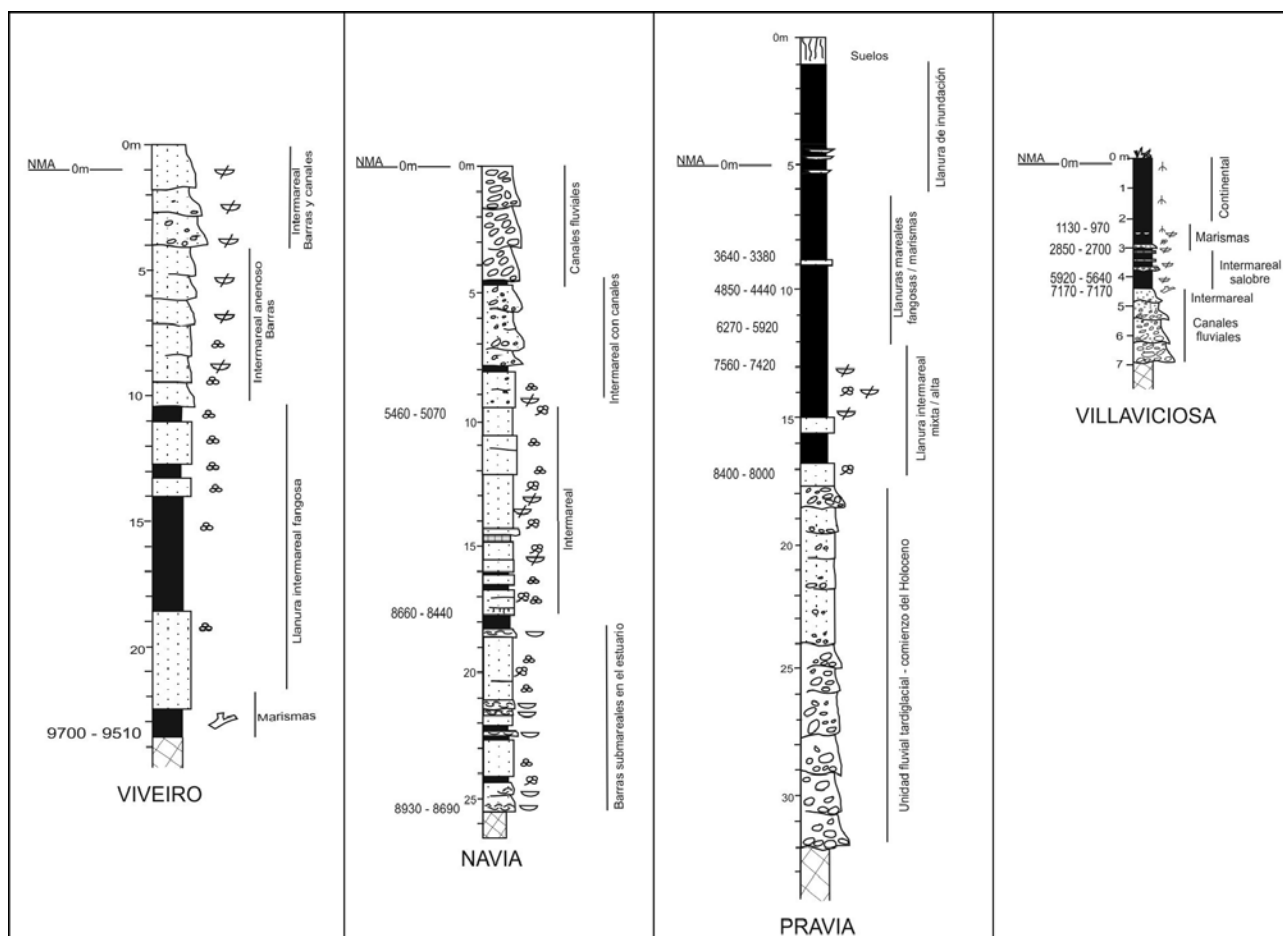 NMA
0m
0m
5
10
15
20
9700 - 9510
Intermareal
Barras y canales
Intermareal anenoso
Barras
Llanura intermareal fangosa
Marismas
VIVEIRO
NMA
0m
0m
5
10
15
20
25
5460 - 5070
8660 - 8440
8930 - 8690
Canales fluviales
Intermareal con canales
Intermareal
Barras submareales en el estuario
NAVIA
0m
NMA
0m
5
10
15
20
25
30
3640 - 3380
4850 - 4440
6270 - 5920
7560 - 7420
8400 - 8000
Suelos
Llanura de inundación
Llanuras mareales
fangosas / marismas
Llanura intermareal
mixta / alta
Unidad fluvial tardiglacial - comienzo del Holoceno
PRAVIA
NMA
0m
0 m
1
2
3
4
5
6
7
1130 - 970
2850 - 2700
5920 - 5640
7170 - 7170
Continental
Marismas
Intermareal
salobre
Intermareal
Canales
fluviales
VILLAVICIOSA